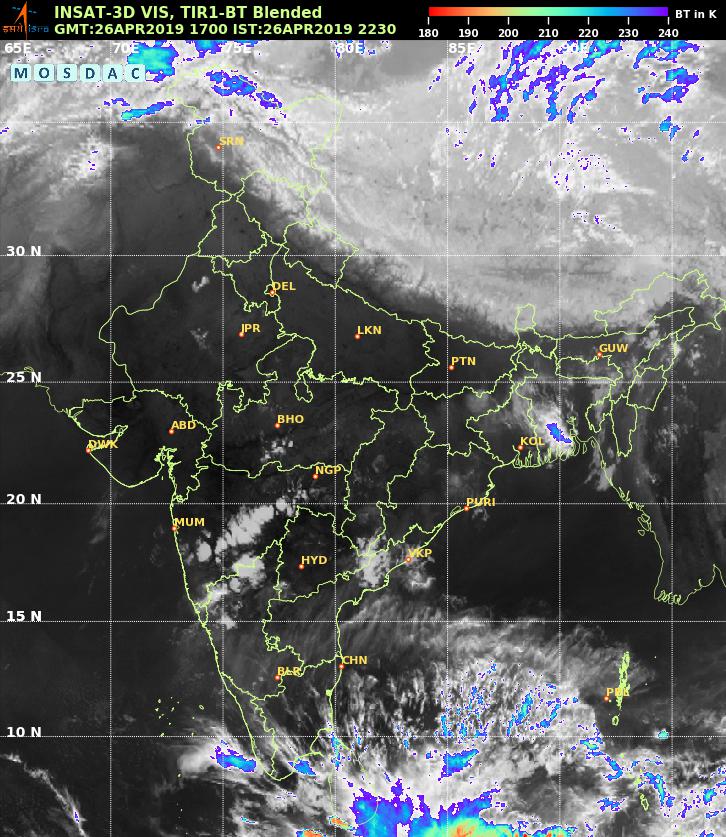 INSAT-3D VIS, TIR1-BT Blended
GMT:26APR2019 1700 IST:26APR2019 2230
BT in K
180 190 200 210 220 230 240
65E 70E 75E 80E 85E 90E
M O S D A C
SRN
30 N
DEL
JPR LKN
GUW
PTN
25 N
ABD BHO
DWK KOL
NGP
20 N
PURI
MUM
HYD VKP
15 N
CHN
BLR
PBL
10 N